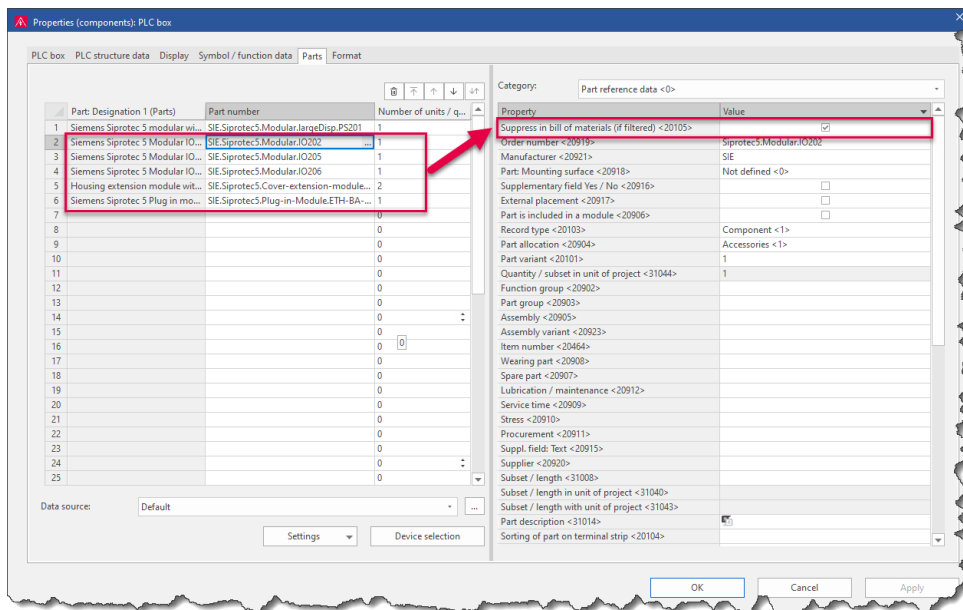 Properties (components): PLC box
PLC box PLC structure data Display Symbol / function data Parts Format
Part: Designation 1 (Parts) Part number Number of units / q...
1 Siemens Siprotec 5 modular wi... SIE.Siprotec5.Modular.largeDisp.PS201 1
2 Siemens Siprotec 5 Modular IO... SIE.Siprotec5.Modular.IO202 ... 1
3 Siemens Siprotec 5 Modular IO... SIE.Siprotec5.Modular.IO205 1
4 Siemens Siprotec 5 Modular IO... SIE.Siprotec5.Modular.IO206 1
5 Housing extension module wit... SIE.Siprotec5.Cover-extension-module... 2
6 Siemens Siprotec 5 Plug in mo... SIE.Siprotec5.Plug-in-Module.ETH-BA-... 1
7 0
8 0
9 0
10 0
11 0
12 0
13 0
14 0
15 0
16 0 0
17 0
18 0
19 0
20 0
21 0
22 0
23 0
24 0
25 0
Data source: Default ...
Settings Device selection
Category: Part reference data <0>
Property Value
Suppress in bill of materials (if filtered) <20105>
Order number <20919> Siprotec5.Modular.IO202
Manufacturer <20921> SIE
Part: Mounting surface <20918> Not defined <0>
Supplementary field Yes / No <20916>
External placement <20917>
Part is included in a module <20906>
Record type <20103> Component <1>
Part allocation <20904> Accessories <1>
Part variant <20101> 1
Quantity / subset in unit of project <31044> 1
Function group <20902>
Part group <20903>
Assembly <20905>
Assembly variant <20923>
Item number <20464>
Wearing part <20908>
Spare part <20907>
Lubrication / maintenance <20912>
Service time <20909>
Stress <20910>
Procurement <20911>
Suppl. field: Text <20915>
Supplier <20920>
Subset / length <31008>
Subset / length in unit of project <31040>
Subset / length with unit of project <31043>
Part description <31014>
Sorting of part on terminal strip <20104>
OK Cancel Apply